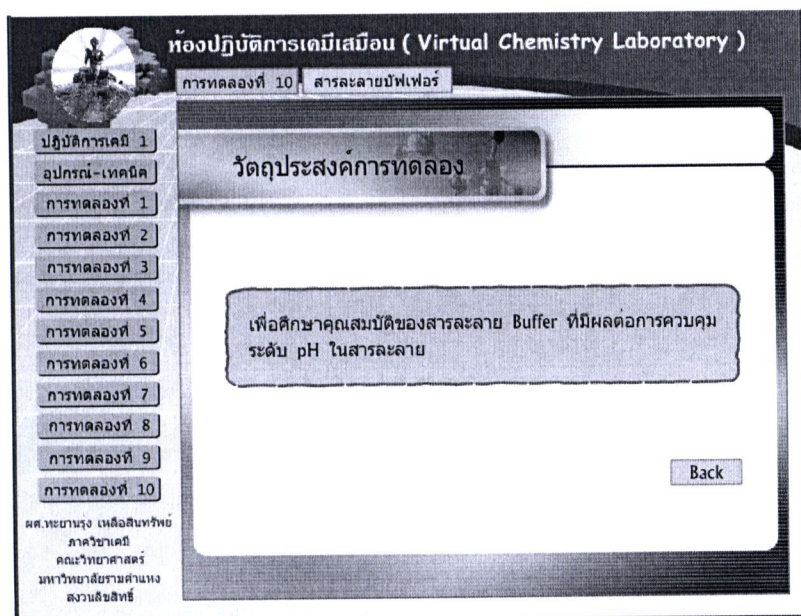 ห้องปฏิบัติการเคมีเสมือน ( Virtual Chemistry Laboratory )
การทดลองที่ 10 สารละลายบัฟเฟอร์
ปฏิบัติการเคมี 1
อุปกรณ์-เทคนิค
การทดลองที่ 1
การทดลองที่ 2
การทดลองที่ 3
การทดลองที่ 4
การทดลองที่ 5
การทดลองที่ 6
การทดลองที่ 7
การทดลองที่ 8
การทดลองที่ 9
การทดลองที่ 10
ผศ.ทะยานรุ่ง เหลือสินทรัพย์
ภาควิชาเคมี
คณะวิทยาศาสตร์
มหาวิทยาลัยรามคำแหง
สงวนลิขสิทธิ์
วัตถุประสงค์การทดลอง
เพื่อศึกษาคุณสมบัติของสารละลาย Buffer ที่มีผลต่อการควบคุม
ระดับ pH ในสารละลาย
Back